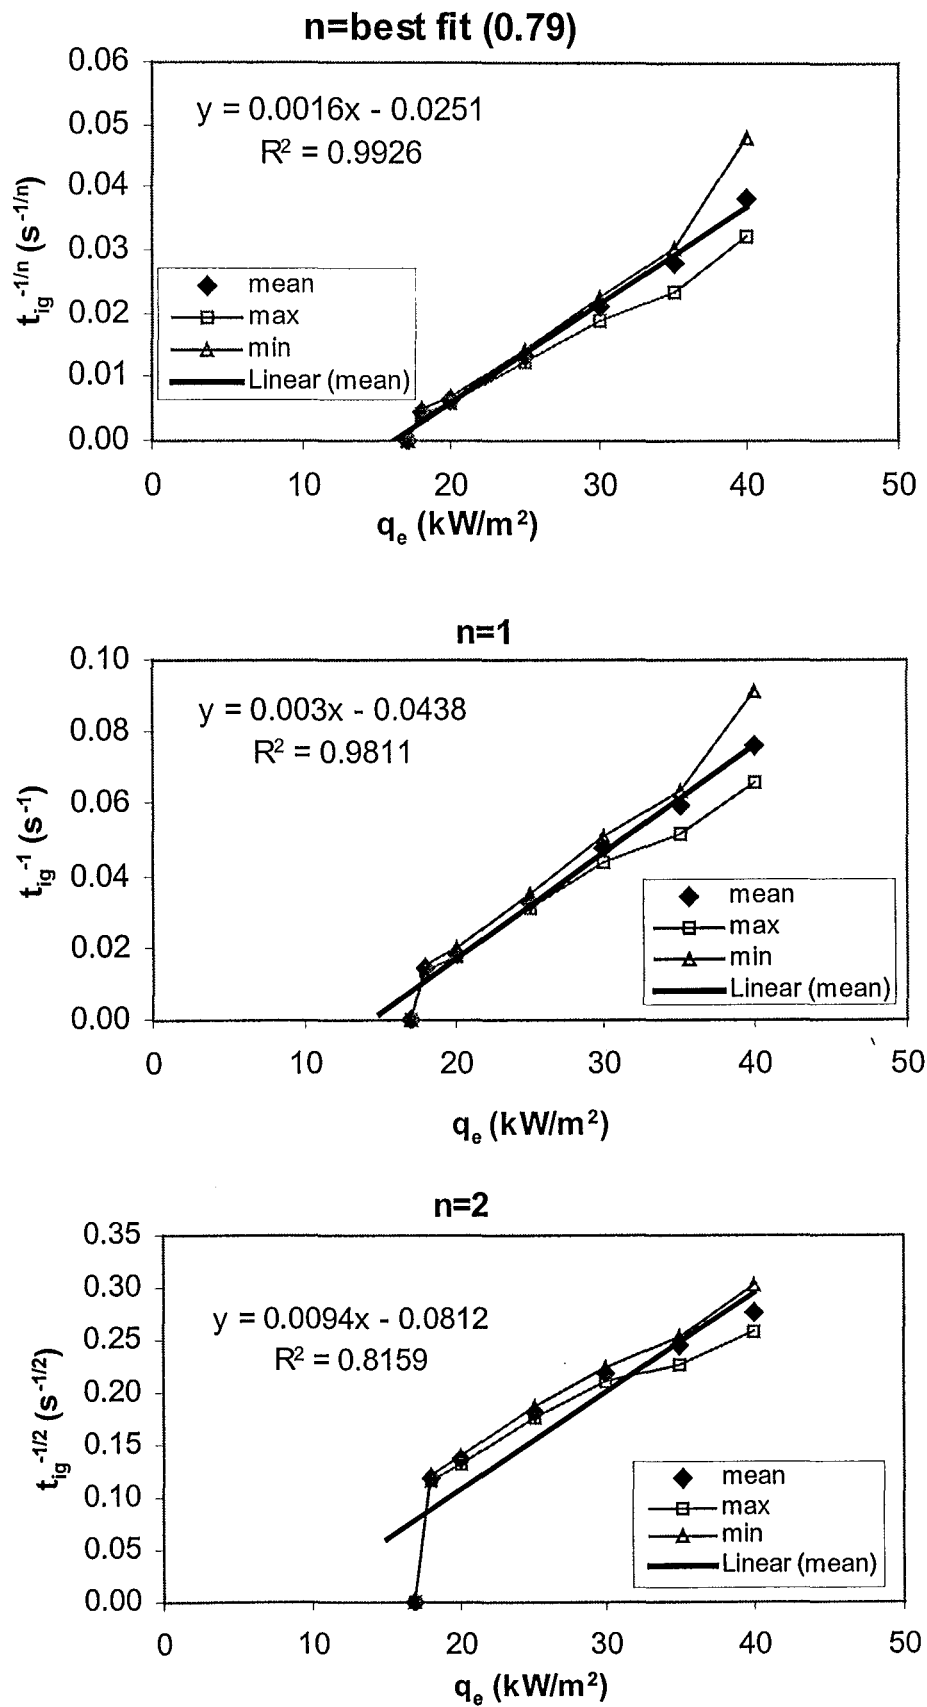 n=best fit (0.79)
0.06
y = 0.0016x - 0.0251
0.05
R² = 0.9926
0.04
t_ig^-1/n (s^-1/n)
0.03
mean
max
0.02
min
0.01
Linear (mean)
0.00
0 10 20 30 40 50
q_e (kW/m²)
n=1
0.10
y = 0.003x - 0.0438
0.08
R² = 0.9811
0.06
t_ig^-1 (s^-1)
0.04
mean
max
0.02
min
Linear (mean)
0.00
0 10 20 30 40 50
q_e (kW/m²)
n=2
0.35
0.30
y = 0.0094x - 0.0812
0.25
R² = 0.8159
0.20
t_ig^-1/2 (s^-1/2)
0.15
mean
0.10
max
min
0.05
Linear (mean)
0.00
0 10 20 30 40 50
q_e (kW/m²)